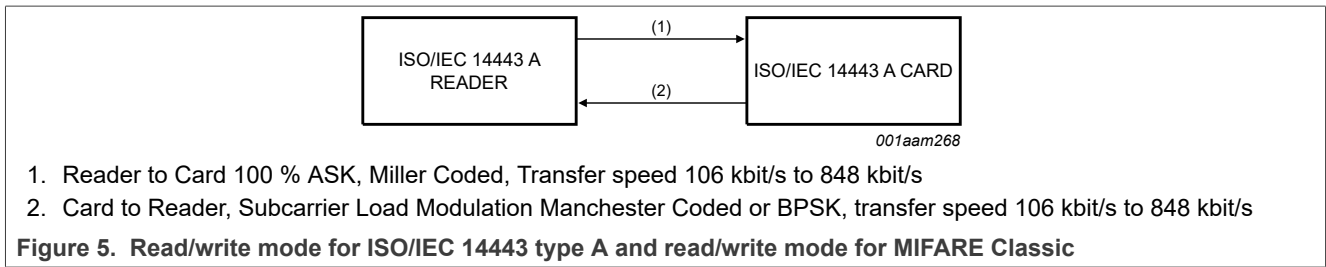 (1)
ISO/IEC 14443 A
READER
ISO/IEC 14443 A CARD
(2)
001aam268
1. Reader to Card 100 % ASK, Miller Coded, Transfer speed 106 kbit/s to 848 kbit/s
2. Card to Reader, Subcarrier Load Modulation Manchester Coded or BPSK, transfer speed 106 kbit/s to 848 kbit/s
Figure 5. Read/write mode for ISO/IEC 14443 type A and read/write mode for MIFARE Classic